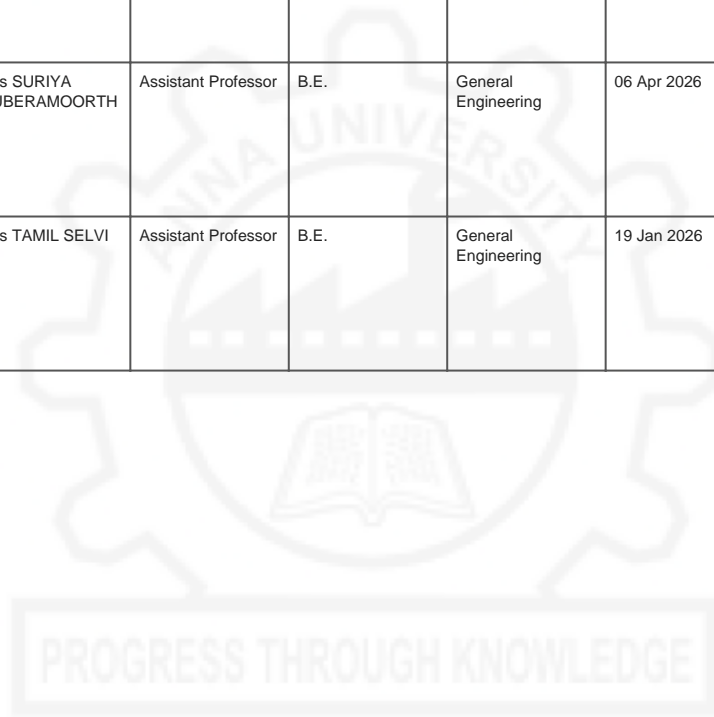 s SURIYA Assistant Professor B.E. General 06 Apr 2026
JBERAMOORTH Engineering
s TAMIL SELVI Assistant Professor B.E. General 19 Jan 2026
Engineering
ANNA UNIVERSITY
PROGRESS THROUGH KNOWLEDGE